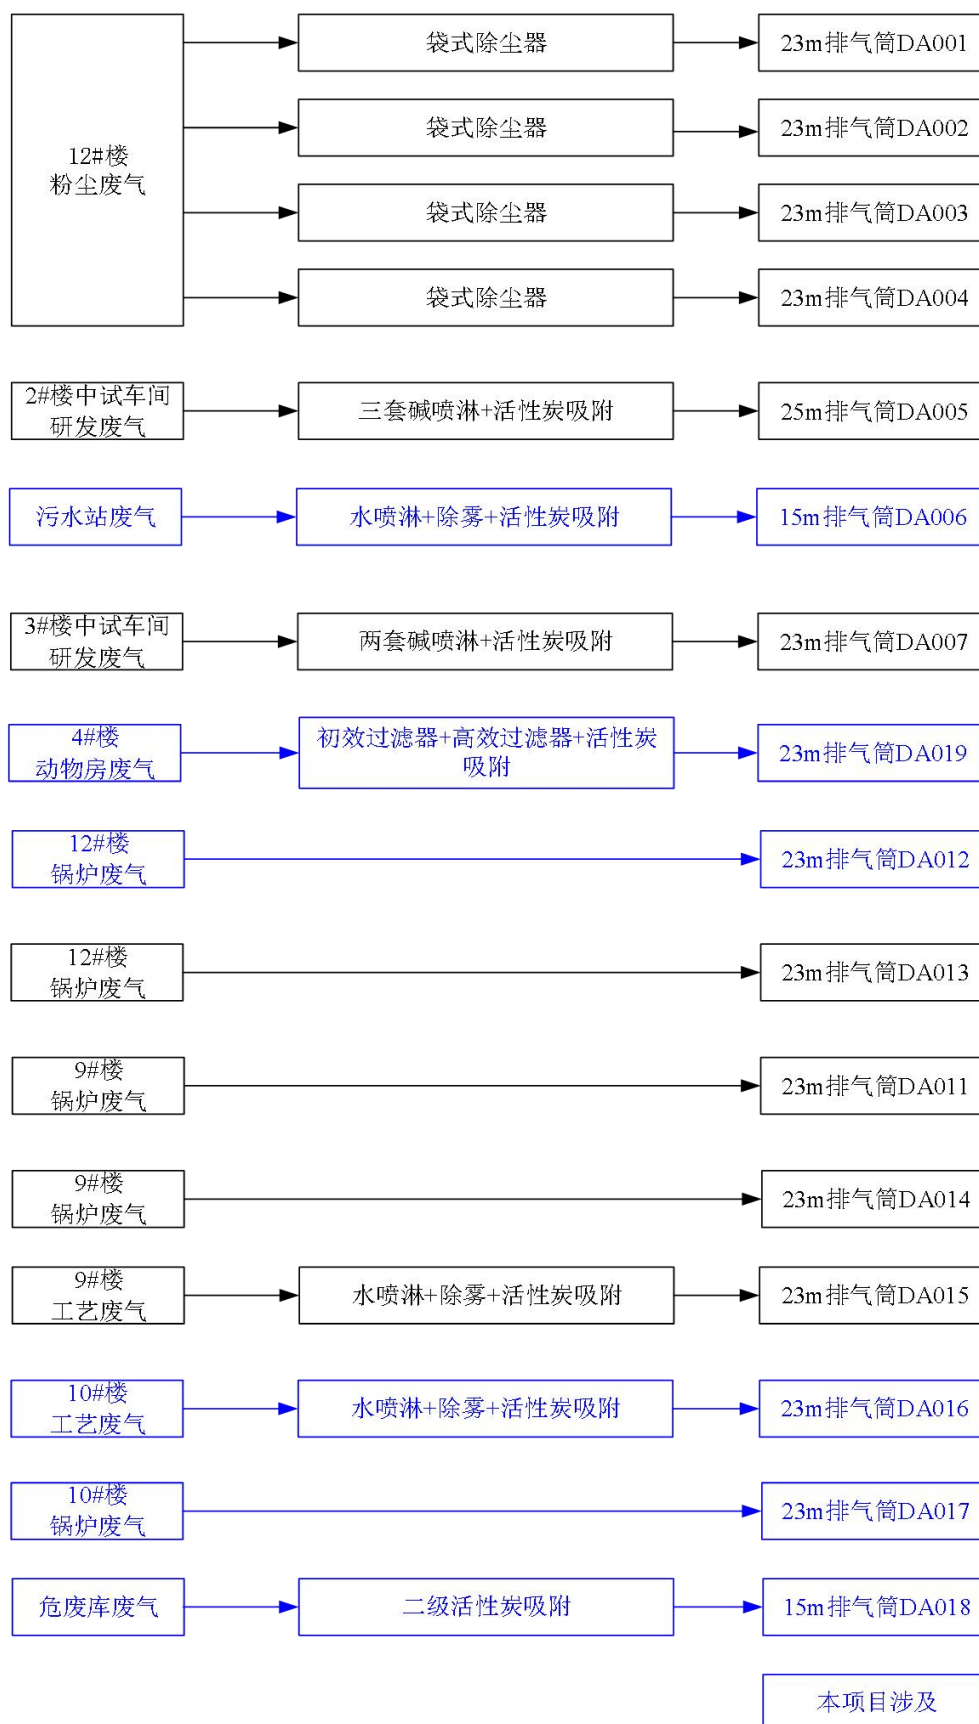 袋式除尘器
23m排气筒DA001
12#楼
粉尘废气
袋式除尘器
23m排气筒DA002
袋式除尘器
23m排气筒DA003
袋式除尘器
23m排气筒DA004
2#楼中试车间
研发废气
三套碱喷淋+活性炭吸附
25m排气筒DA005
污水站废气
水喷淋+除雾+活性炭吸附
15m排气筒DA006
3#楼中试车间
研发废气
两套碱喷淋+活性炭吸附
23m排气筒DA007
4#楼
动物房废气
初效过滤器+高效过滤器+活性炭
吸附
23m排气筒DA019
12#楼
锅炉废气
23m排气筒DA012
12#楼
锅炉废气
23m排气筒DA013
9#楼
锅炉废气
23m排气筒DA011
9#楼
锅炉废气
23m排气筒DA014
9#楼
工艺废气
水喷淋+除雾+活性炭吸附
23m排气筒DA015
10#楼
工艺废气
水喷淋+除雾+活性炭吸附
23m排气筒DA016
10#楼
锅炉废气
23m排气筒DA017
危废库废气
二级活性炭吸附
15m排气筒DA018
本项目涉及